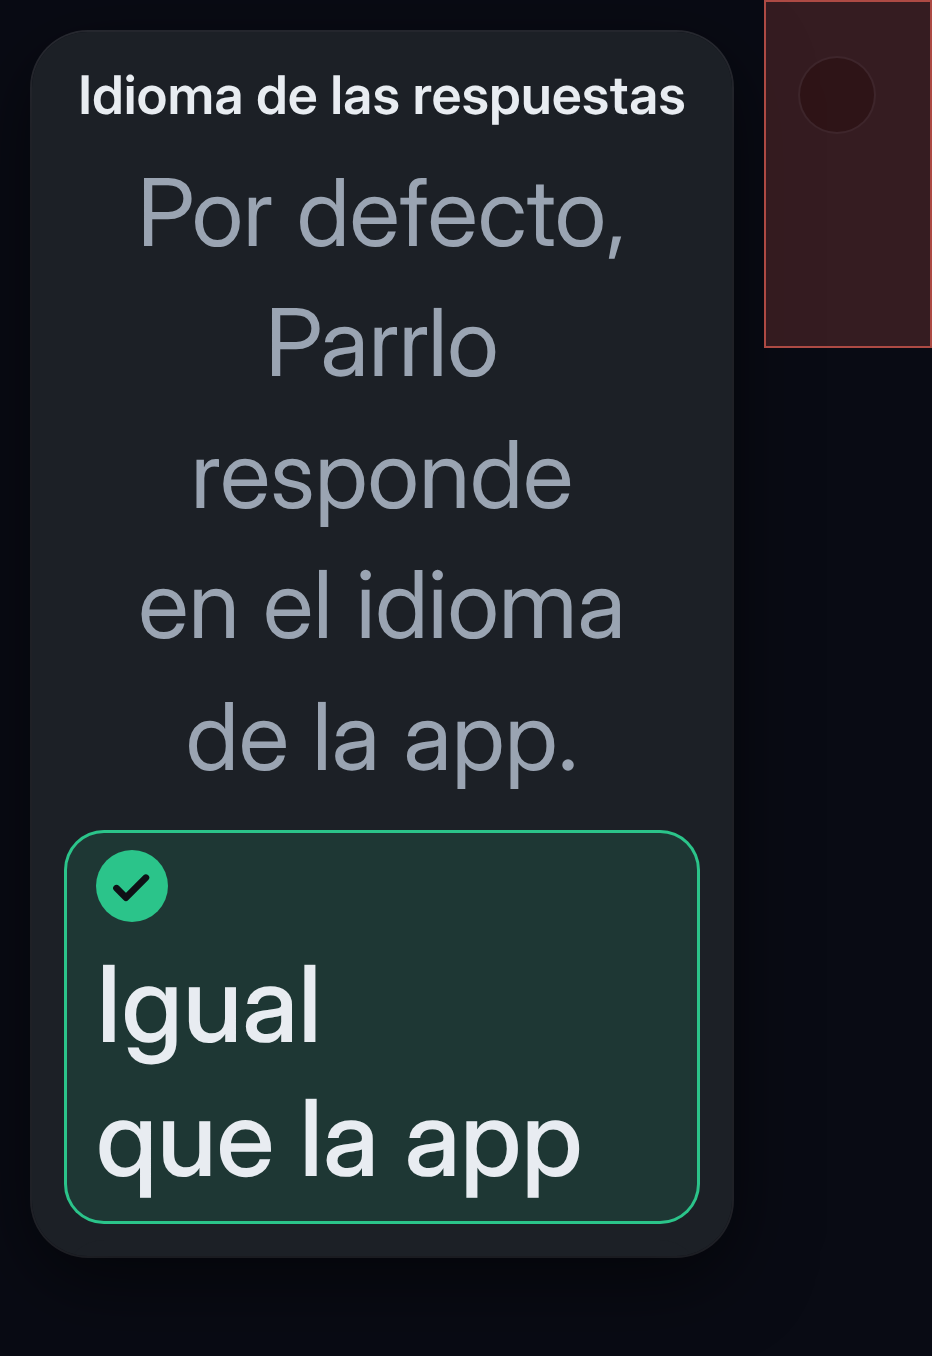 Idioma de las respuestas
Por defecto,
Parrlo
responde
en el idioma
de la app.
Igual
que la app